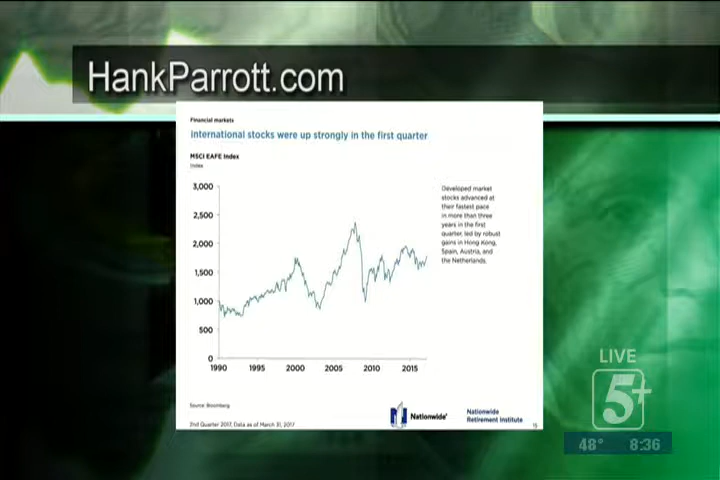 HankParrott.com
Financial markets
International stocks were up strongly in the first quarter
MSCI EAFE Index
Index
3,000
2,500
2,000
1,500
1,000
500
0
1990 1995 2000 2005 2010 2015
Developed market
stocks advanced at
their fastest pace
in more than three
years in the first
quarter, led by robust
gains in Hong Kong,
Spain, Austria, and
the Netherlands.
Source: Bloomberg
2nd Quarter 2017, Data as of March 31, 2017
Nationwide®
Nationwide
Retirement Institute
15
LIVE
5+
48° 8:36